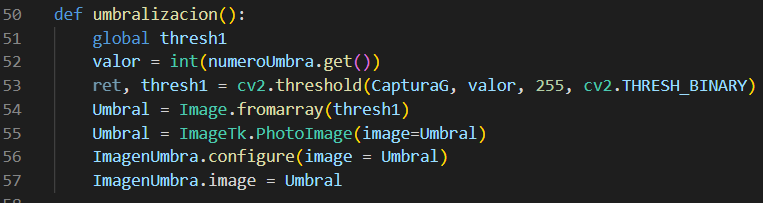 50 def umbralizacion():
51     global thresh1
52     valor = int(numeroUmbra.get())
53     ret, thresh1 = cv2.threshold(CapturaG, valor, 255, cv2.THRESH_BINARY)
54     Umbral = Image.fromarray(thresh1)
55     Umbral = ImageTk.PhotoImage(image=Umbral)
56     ImagenUmbra.configure(image = Umbral)
57     ImagenUmbra.image = Umbral